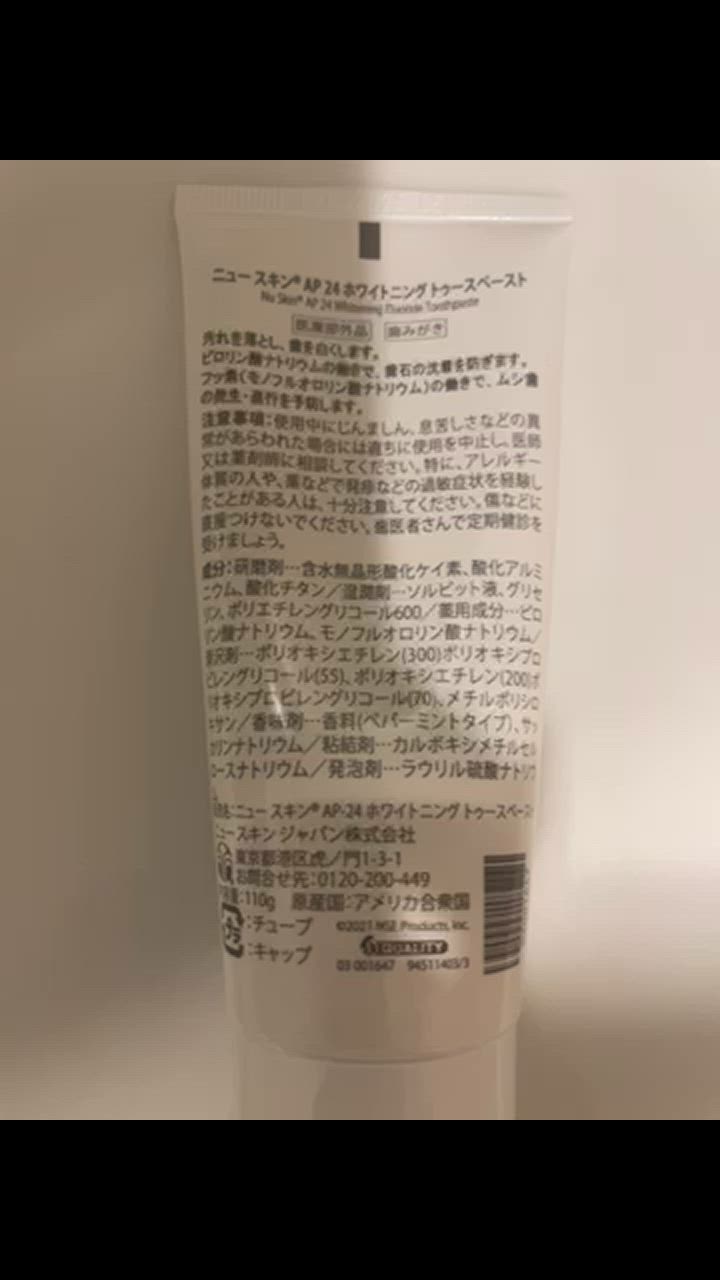 ニュー スキン® AP 24 ホワイトニング トゥースペースト
Nu Skin® AP 24 Whitening Fluoride Toothpaste
医薬部外品 歯みがき
汚れを落とし、歯を白くします。
ピロリン酸ナトリウムの働きで、歯石の沈着を防ぎます。
フッ素(モノフルオロリン酸ナトリウム)の働きで、ムシ歯
の発生・進行を予防します。
注意事項:使用中にじんましん、息苦しさなどの異
常があらわれた場合には直ちに使用を中止し、医師
又は薬剤師に相談してください。特に、アレルギー
体質の人や、薬などで発疹などの過敏症状を経験し
たことがある人は、十分注意してください。傷などに
直接つけないでください。歯医者さんで定期健診を
受けましょう。
成分:研磨剤…含水無晶形酸化ケイ素、酸化アルミ
ニウム、酸化チタン/湿潤剤…ソルビット液、グリセ
リン、ポリエチレングリコール600/薬用成分…ピロ
リン酸ナトリウム、モノフルオロリン酸ナトリウム/
沢剤…ポリオキシエチレン(300)ポリオキシプロ
ピレングリコール(55)、ポリオキシエチレン(200)ポ
リオキシプロピレングリコール(70)、メチルポリシロ
キサン/香味剤…香料(ペパーミントタイプ)、サッ
カリンナトリウム/粘結剤…カルボキシメチルセル
ロースナトリウム/発泡剤…ラウリル硫酸ナトリウ
名:ニュー スキン® AP-24 ホワイトニング トゥースペースト
ニュー スキン ジャパン株式会社
東京都港区虎ノ門1-3-1
お問合せ先:0120-200-449
量:110g 原産国:アメリカ合衆国
:チューブ ©2021 NSE Products, Inc.
:キャップ QUALITY
03 001647 94511403/3